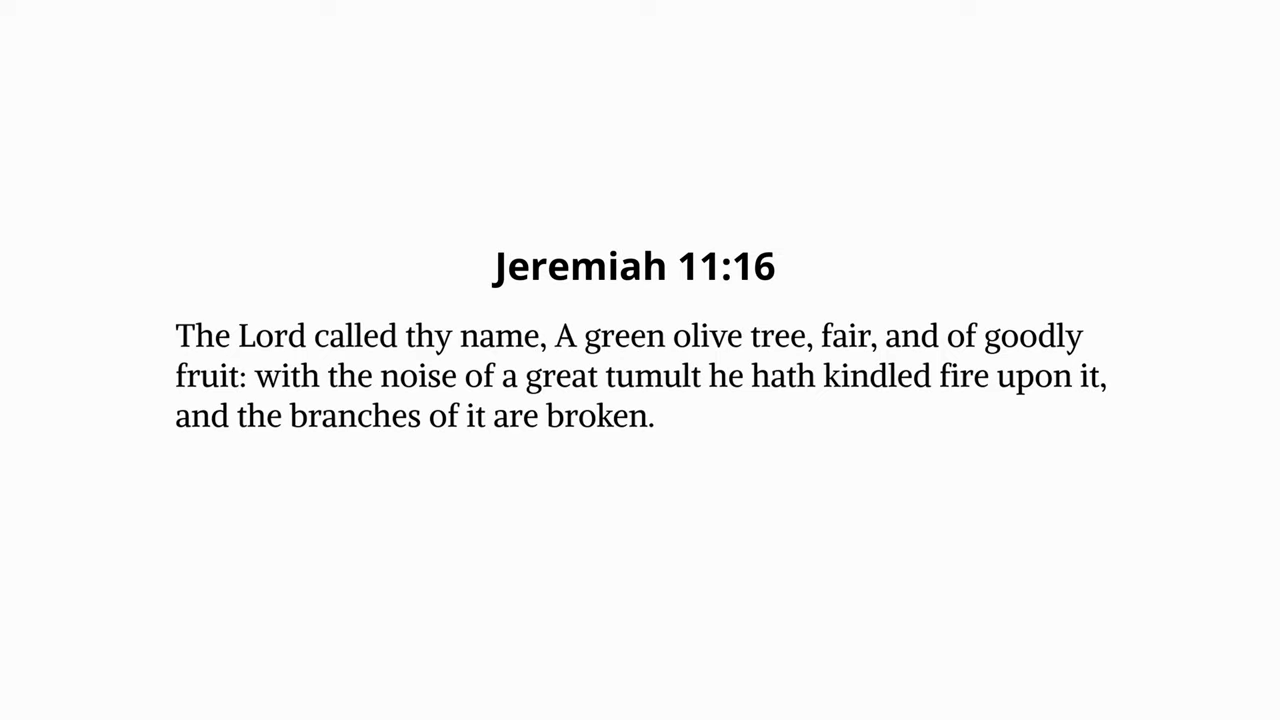 Jeremiah 11:16
The Lord called thy name, A green olive tree, fair, and of goodly
fruit: with the noise of a great tumult he hath kindled fire upon it,
and the branches of it are broken.